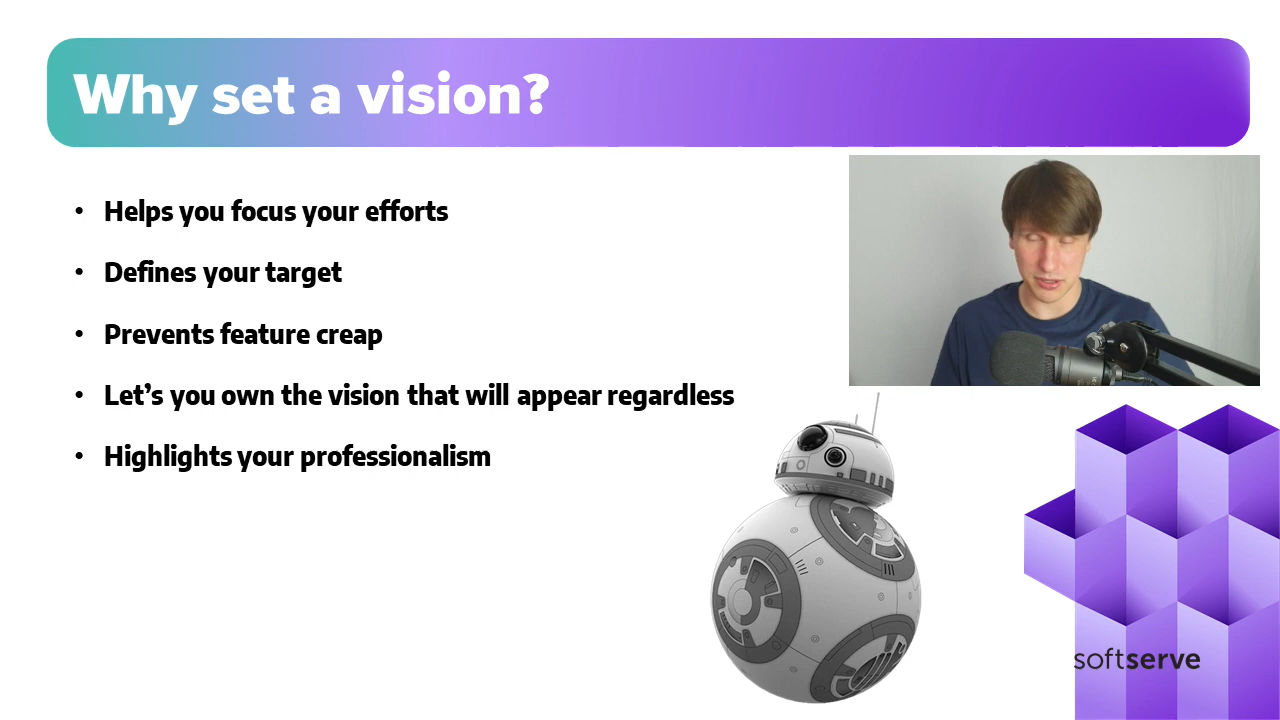 Why set a vision?
• Helps you focus your efforts
• Defines your target
• Prevents feature creap
• Let’s you own the vision that will appear regardless
• Highlights your professionalism
softserve